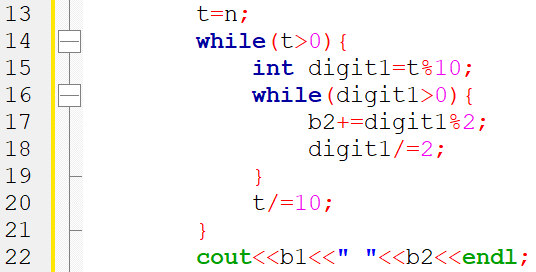 13 t=n;
14 while(t>0){
15 int digit1=t%10;
16 while(digit1>0){
17 b2+=digit1%2;
18 digit1/=2;
19 }
20 t/=10;
21 }
22 cout<<b1<<" "<<b2<<endl;